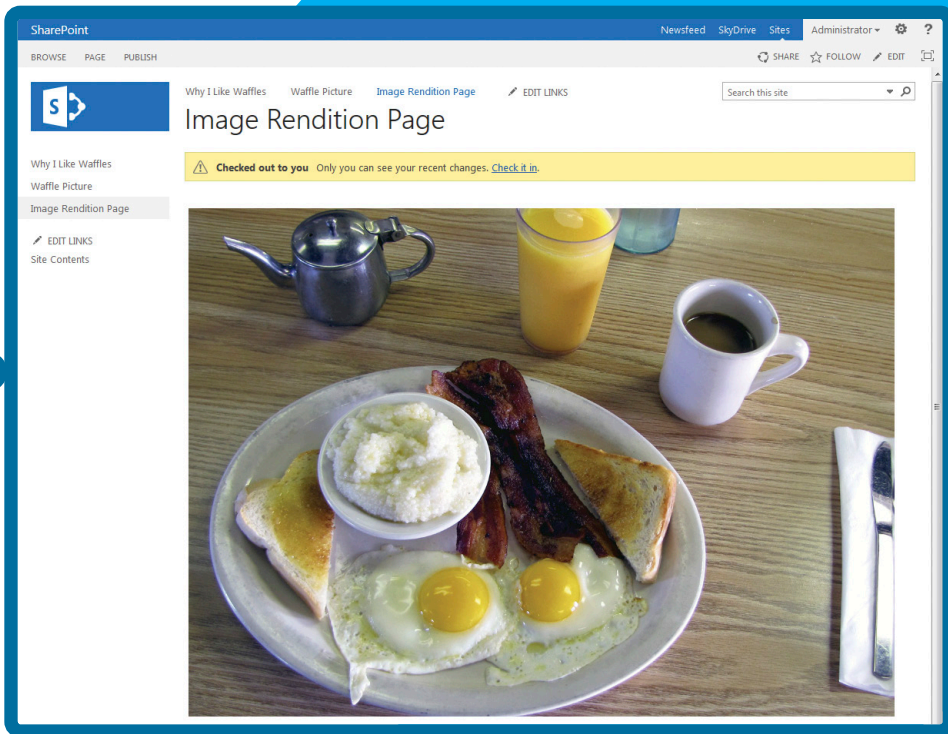 SharePoint
Newsfeed SkyDrive Sites Administrator ?
BROWSE PAGE PUBLISH
SHARE FOLLOW EDIT
S
Why I Like Waffles Waffle Picture Image Rendition Page EDIT LINKS
Search this site
Image Rendition Page
Checked out to you Only you can see your recent changes. Check it in.
Why I Like Waffles
Waffle Picture
Image Rendition Page
EDIT LINKS
Site Contents